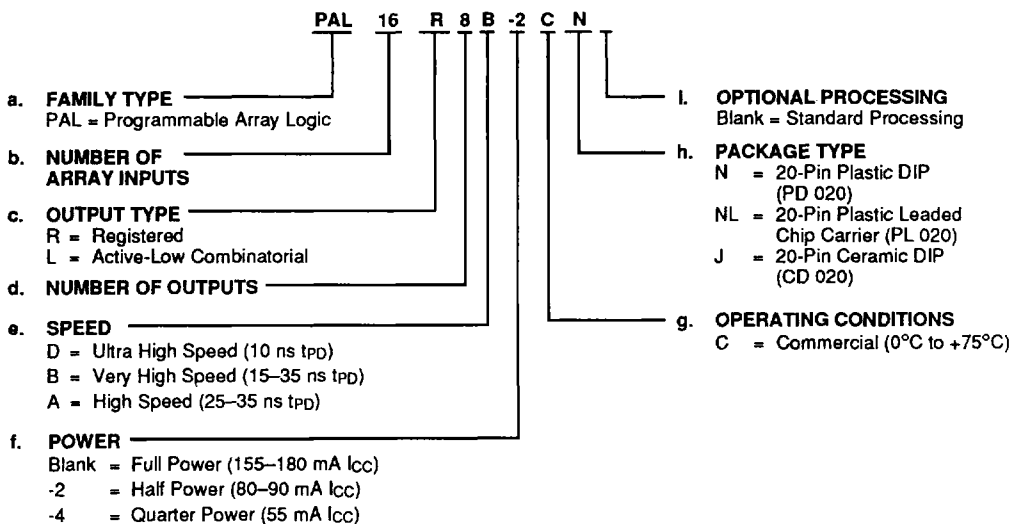 PAL 16 R 8 B -2 C N
a. FAMILY TYPE
PAL = Programmable Array Logic
b. NUMBER OF
ARRAY INPUTS
c. OUTPUT TYPE
R = Registered
L = Active-Low Combinatorial
d. NUMBER OF OUTPUTS
e. SPEED
D = Ultra High Speed (10 ns tPD)
B = Very High Speed (15–35 ns tPD)
A = High Speed (25–35 ns tPD)
f. POWER
Blank = Full Power (155–180 mA ICC)
-2 = Half Power (80–90 mA ICC)
-4 = Quarter Power (55 mA ICC)
I. OPTIONAL PROCESSING
Blank = Standard Processing
h. PACKAGE TYPE
N = 20-Pin Plastic DIP
(PD 020)
NL = 20-Pin Plastic Leaded
Chip Carrier (PL 020)
J = 20-Pin Ceramic DIP
(CD 020)
g. OPERATING CONDITIONS
C = Commercial (0°C to +75°C)